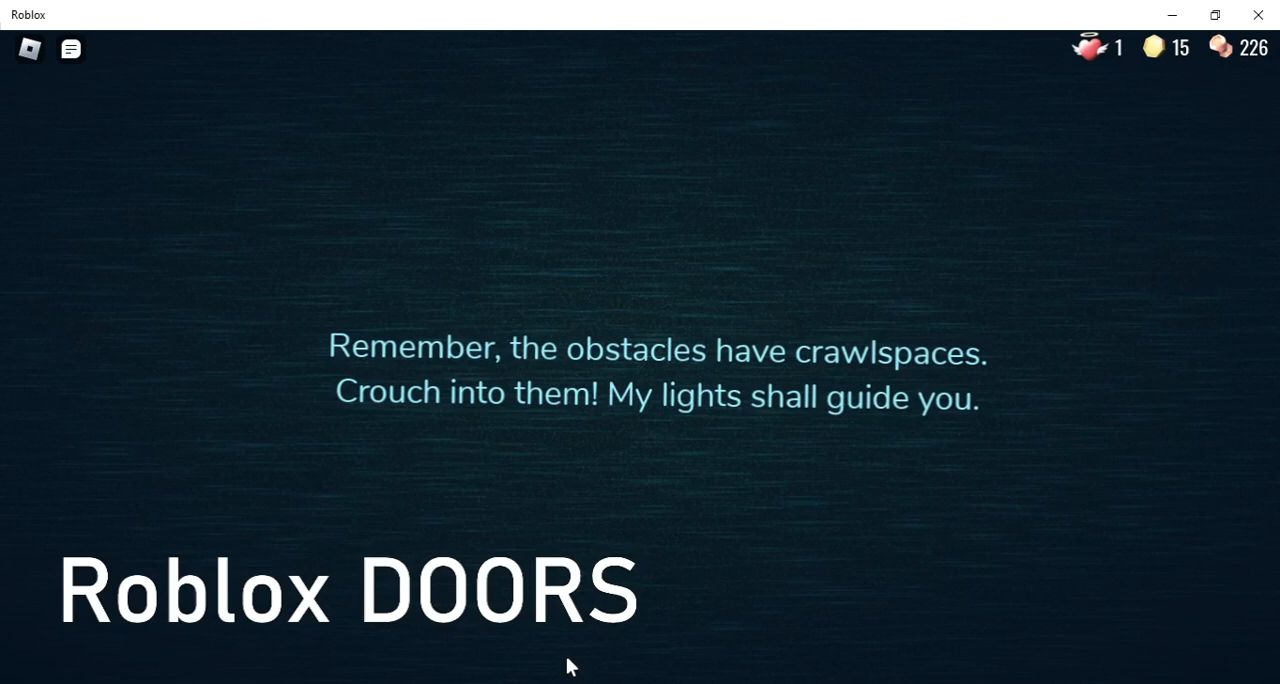 Roblox
1 15 226
Remember, the obstacles have crawlspaces.
Crouch into them! My lights shall guide you.
Roblox DOORS